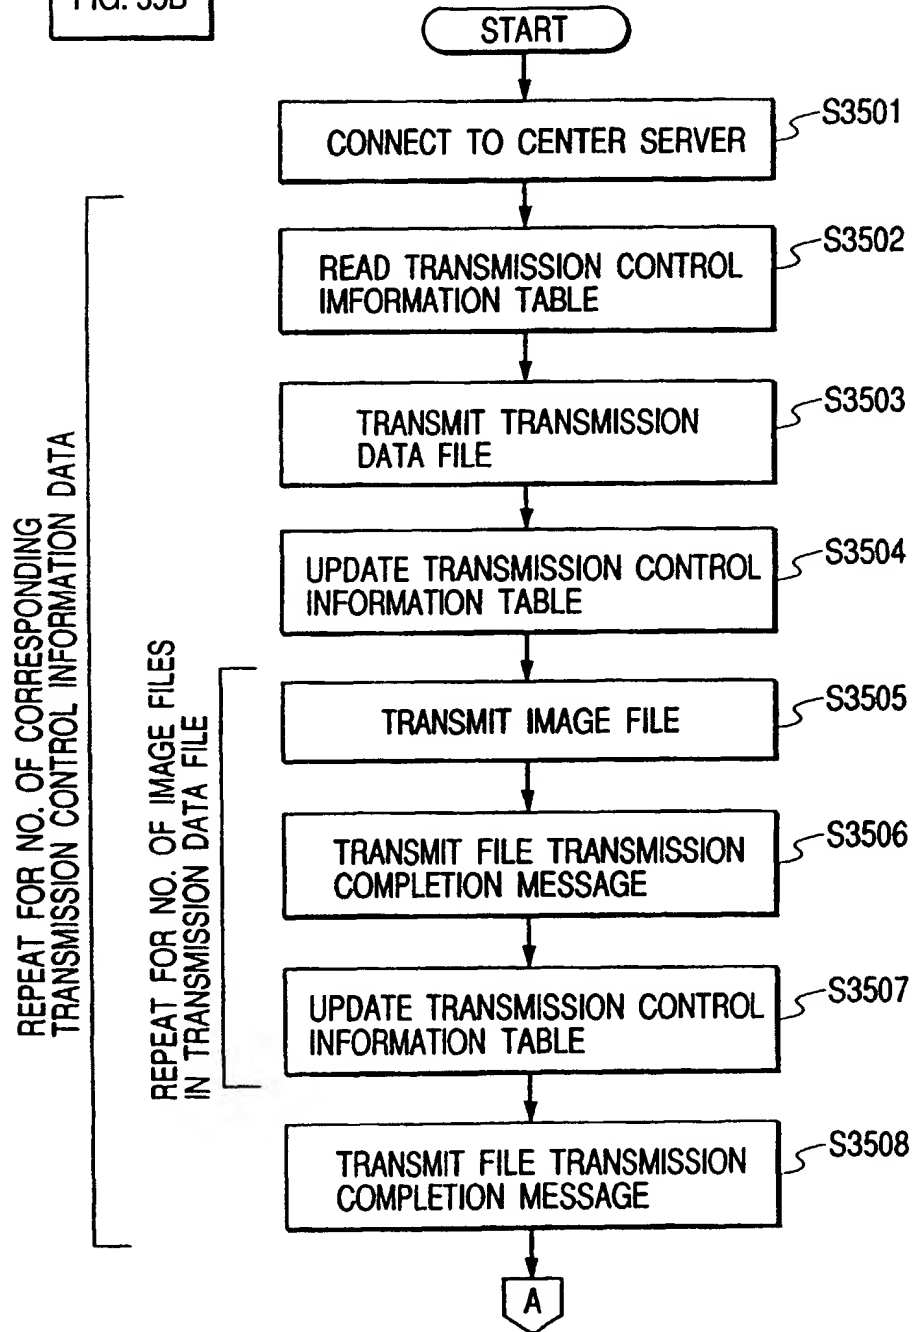 FIG. 35B
START
CONNECT TO CENTER SERVER
S3501
READ TRANSMISSION CONTROL
IMFORMATION TABLE
S3502
TRANSMIT TRANSMISSION
DATA FILE
S3503
UPDATE TRANSMISSION CONTROL
INFORMATION TABLE
S3504
TRANSMIT IMAGE FILE
S3505
TRANSMIT FILE TRANSMISSION
COMPLETION MESSAGE
S3506
UPDATE TRANSMISSION CONTROL
INFORMATION TABLE
S3507
TRANSMIT FILE TRANSMISSION
COMPLETION MESSAGE
S3508
A
REPEAT FOR NO. OF CORRESPONDING
TRANSMISSION CONTROL INFORMATION DATA
REPEAT FOR NO. OF IMAGE FILES
IN TRANSMISSION DATA FILE